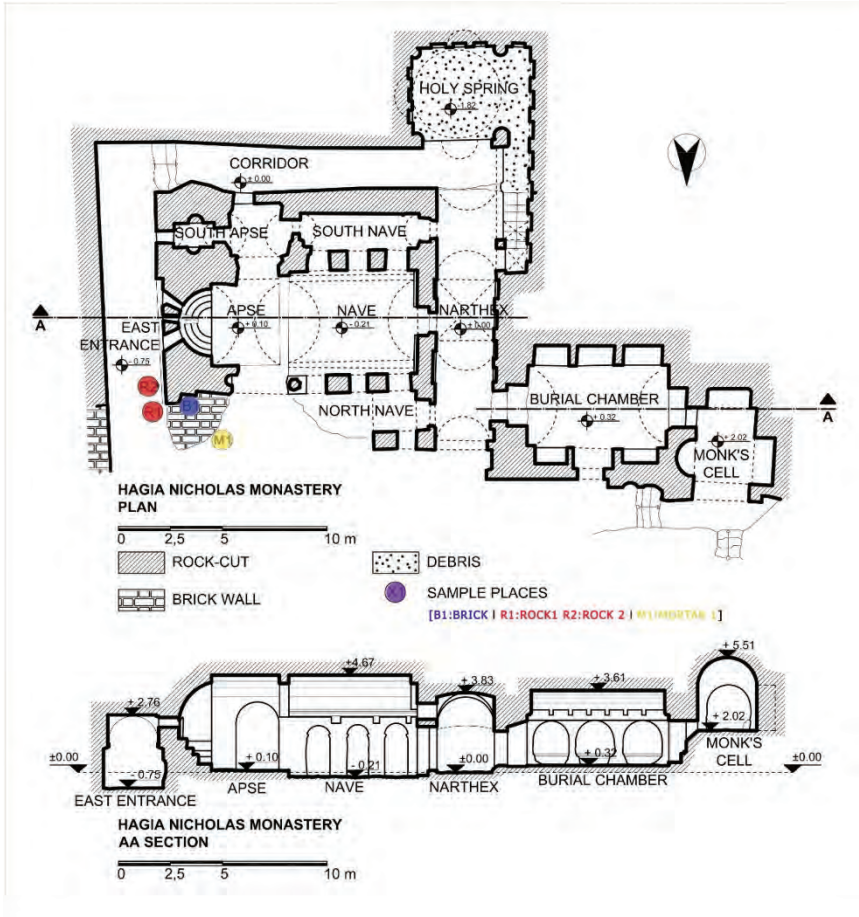 HOLY SPRING
-1.82
CORRIDOR
± 0.00
SOUTH APSE
SOUTH NAVE
A
APSE
+ 0.10
NAVE
- 0.21
NARTHEX
± 0.00
EAST
ENTRANCE
- 0.75
R2
R1
B1
M1
NORTH NAVE
BURIAL CHAMBER
+ 0.32
A
+ 2.02
MONK'S
CELL
HAGIA NICHOLAS MONASTERY
PLAN
0 2,5 5 10 m
ROCK-CUT
DEBRIS
BRICK WALL
X1
SAMPLE PLACES
[B1:BRICK | R1:ROCK1 R2:ROCK 2 | M1:MORTAR 1]
+ 2.76
+4.67
+ 3.83
+ 3.61
+ 5.51
±0.00
- 0.75
+ 0.10
- 0.21
±0.00
+ 0.32
+ 2.02
±0.00
EAST ENTRANCE
APSE
NAVE
NARTHEX
BURIAL CHAMBER
MONK'S
CELL
HAGIA NICHOLAS MONASTERY
AA SECTION
0 2,5 5 10 m